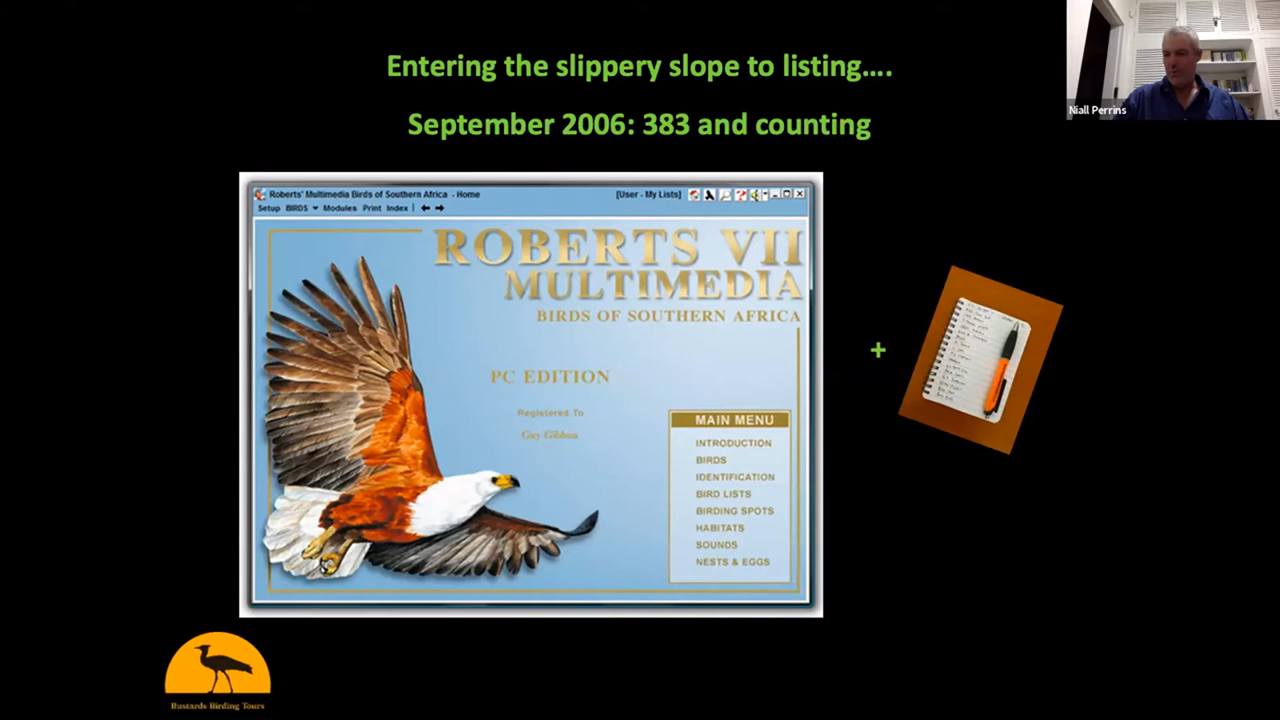 Entering the slippery slope to listing….
September 2006: 383 and counting
Niall Perrins
Roberts' Multimedia Birds of Southern Africa - Home
[User - My Lists]
Setup BIRDS Modules Print Index
ROBERTS VII
MULTIMEDIA
BIRDS OF SOUTHERN AFRICA
PC EDITION
Registered To
Guy Gibbon
MAIN MENU
INTRODUCTION
BIRDS
IDENTIFICATION
BIRD LISTS
BIRDING SPOTS
HABITATS
SOUNDS
NESTS & EGGS
+
Bustards Birding Tours